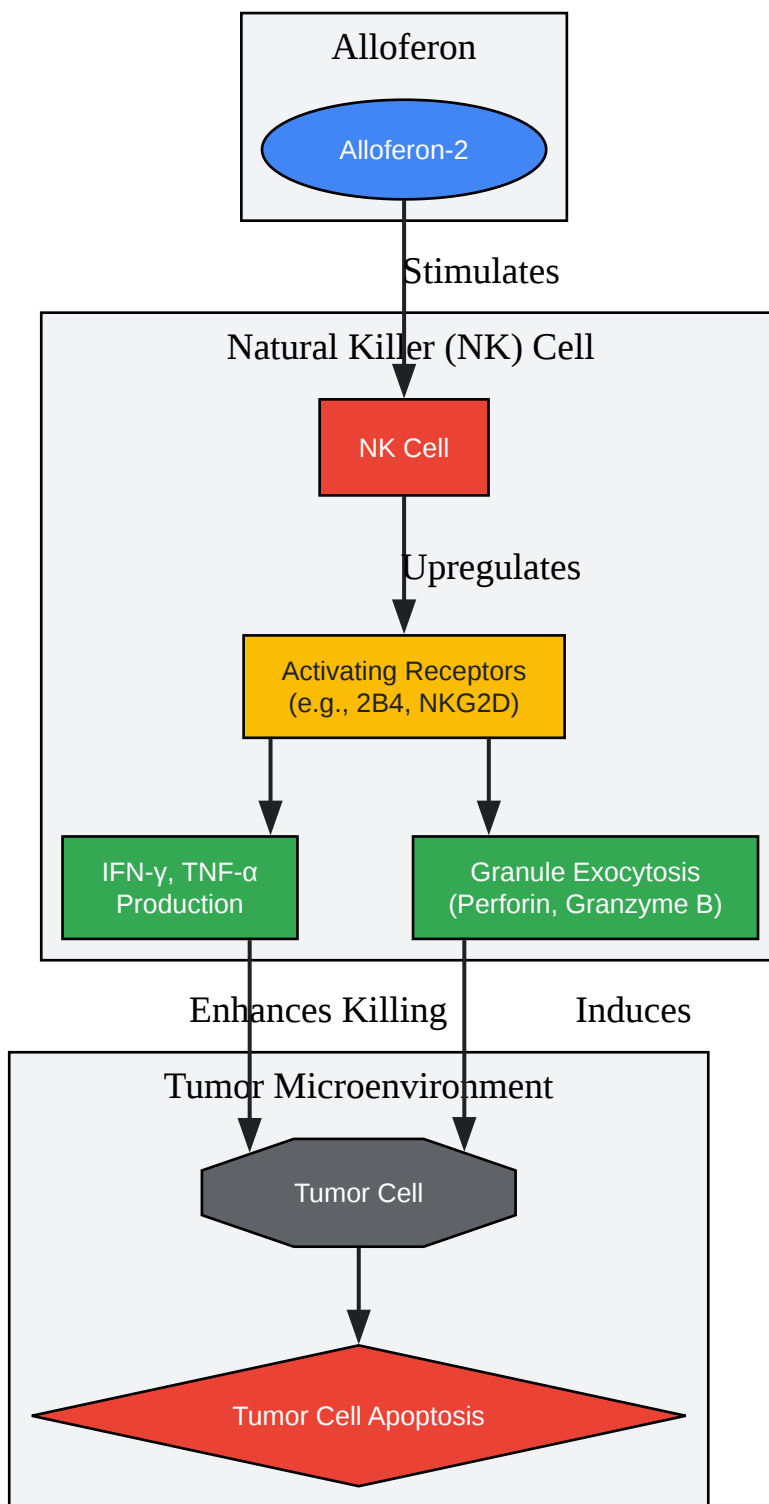 Alloferon
Alloferon-2
Stimulates
Natural Killer (NK) Cell
NK Cell
Upregulates
Activating Receptors
(e.g., 2B4, NKG2D)
IFN-γ, TNF-α
Production
Granule Exocytosis
(Perforin, Granzyme B)
Enhances Killing
Induces
Tumor Microenvironment
Tumor Cell
Tumor Cell Apoptosis